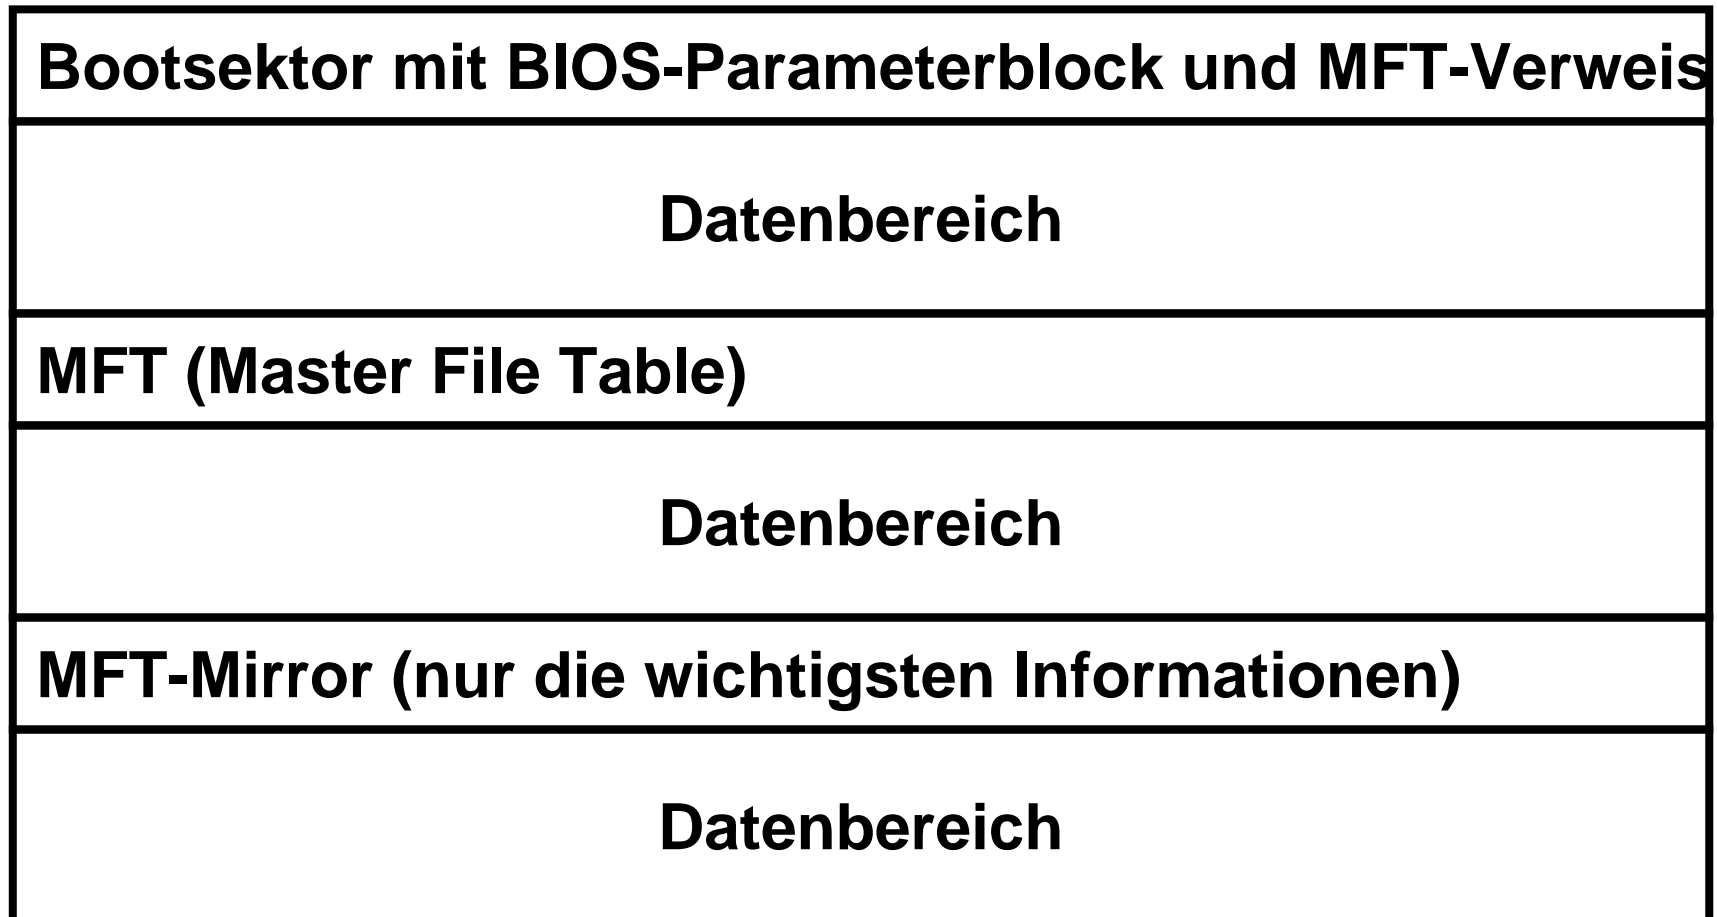 Bootsektor mit BIOS-Parameterblock und MFT-Verweis
Datenbereich
MFT (Master File Table)
Datenbereich
MFT-Mirror (nur die wichtigsten Informationen)
Datenbereich